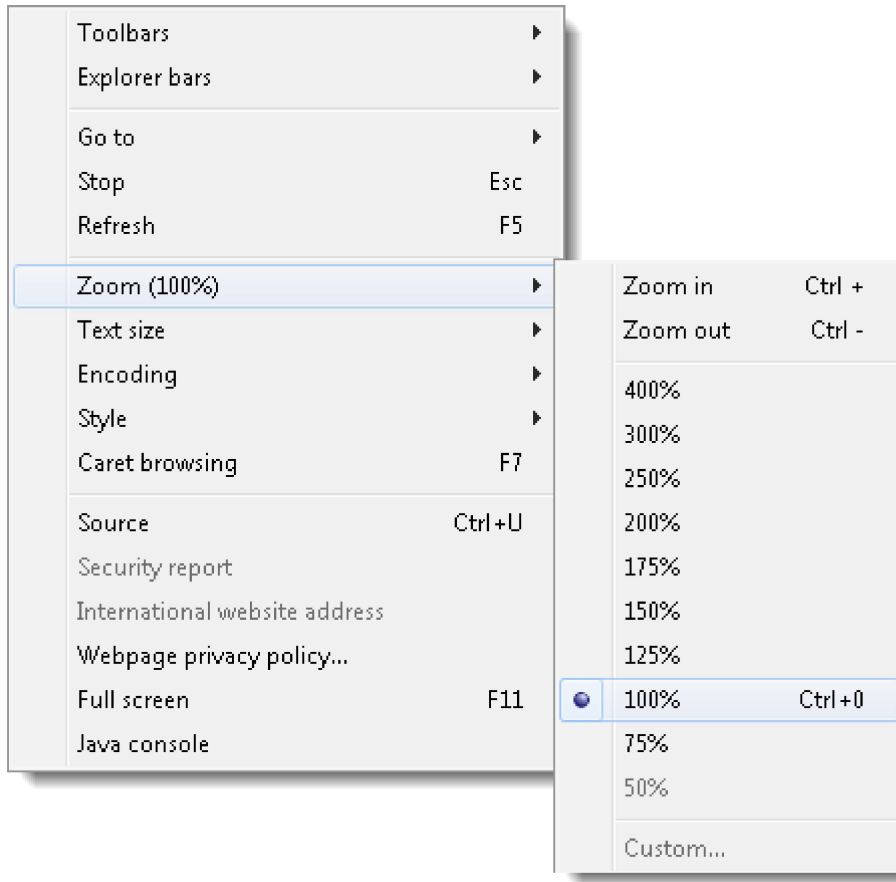 Toolbars
Explorer bars
Go to
Stop Esc
Refresh F5
Zoom (100%)
Text size
Encoding
Style
Caret browsing F7
Source Ctrl+U
Security report
International website address
Webpage privacy policy...
Full screen F11
Java console
Zoom in Ctrl +
Zoom out Ctrl -
400%
300%
250%
200%
175%
150%
125%
100% Ctrl+0
75%
50%
Custom...